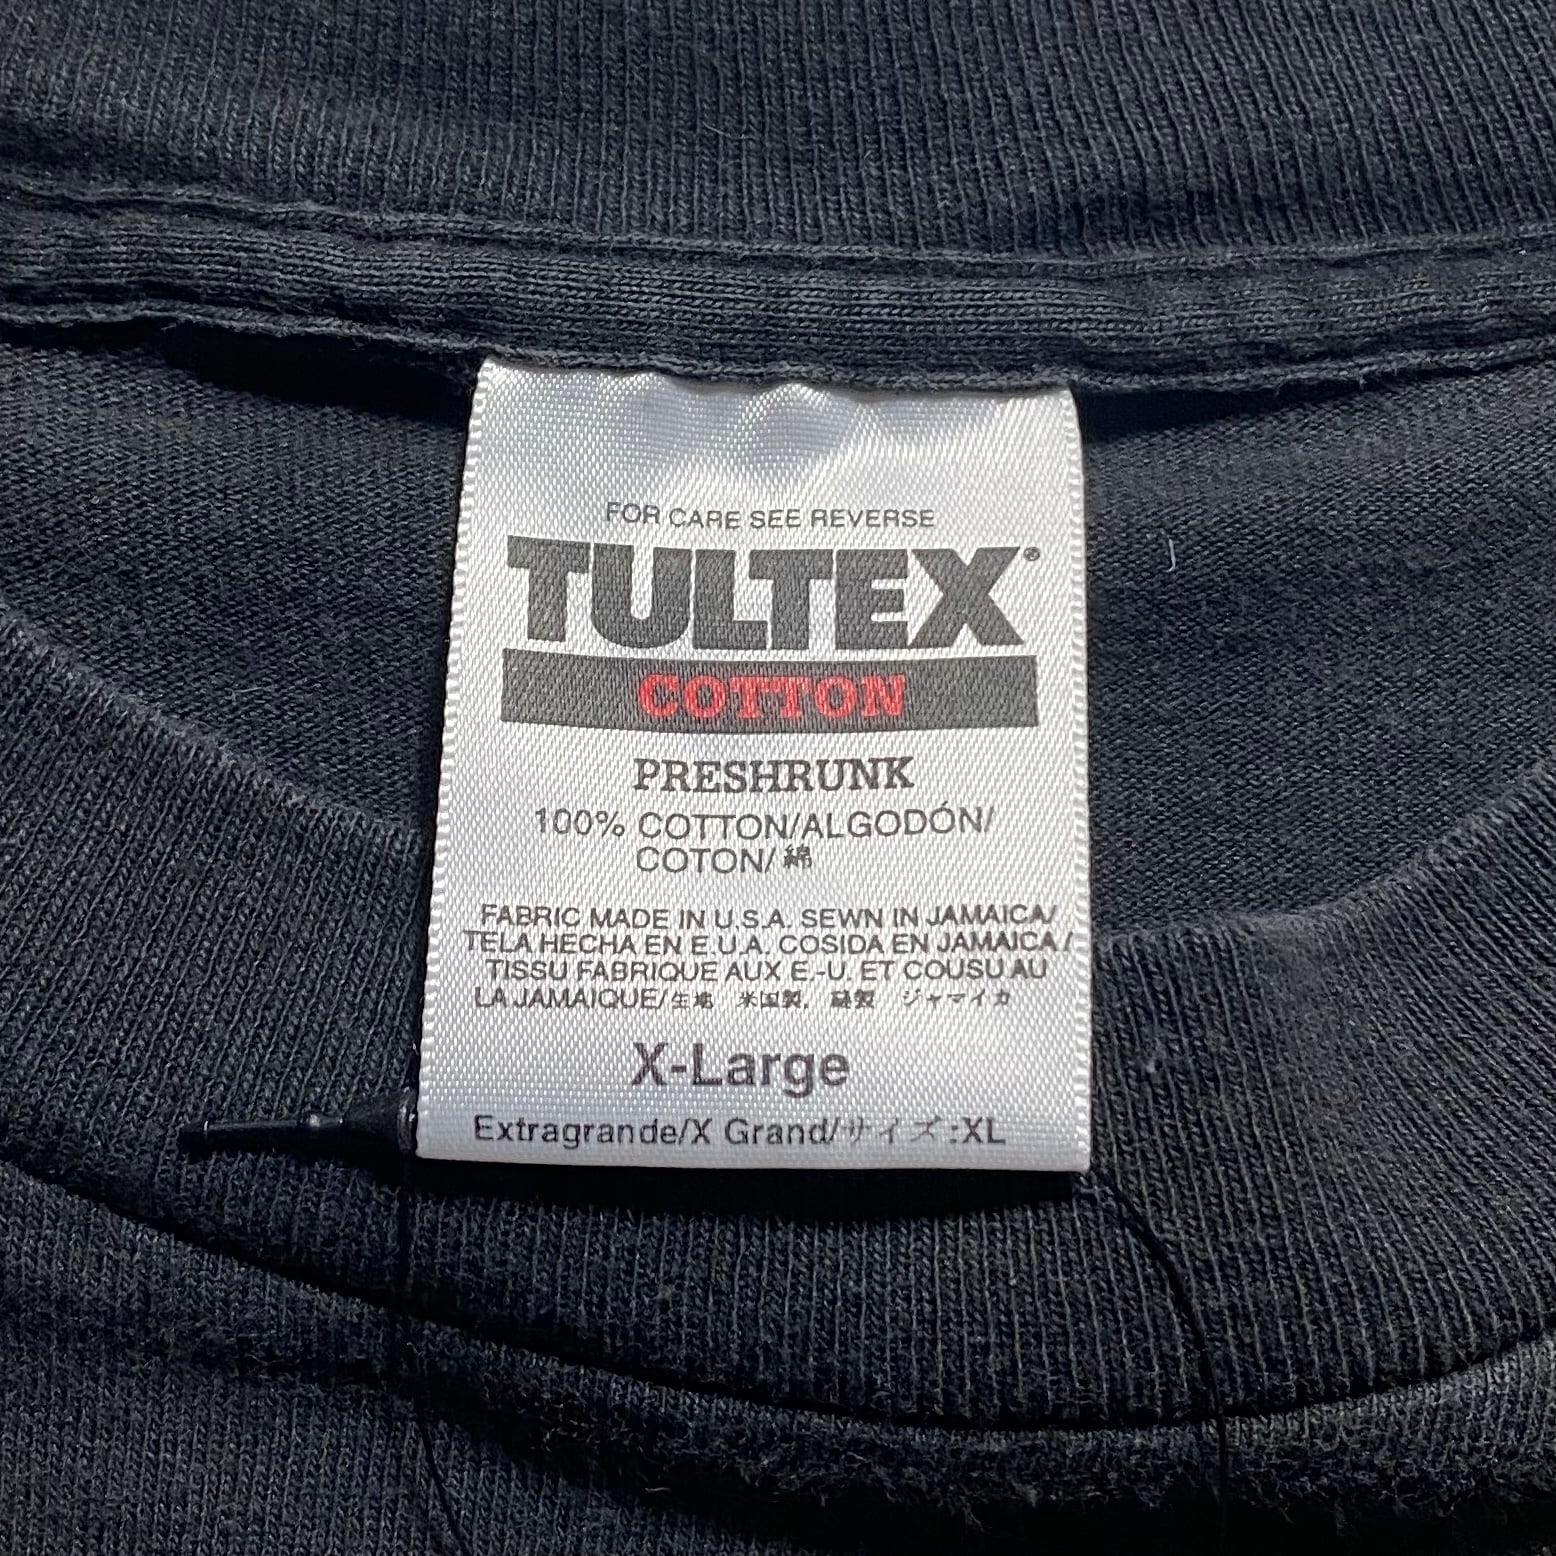 FOR CARE SEE REVERSE
TULTEX®
COTTON
PRESHRUNK
100% COTTON/ALGODÓN/
COTON/綿
FABRIC MADE IN U.S.A. SEWN IN JAMAICA/
TELA HECHA EN E.U.A. COSIDA EN JAMAICA/
TISSU FABRIQUE AUX E.-U. ET COUSU AU
LA JAMAIQUE/生地 米国製, 縫製 ジャマイカ
X-Large
Extragrande/X Grand/サイズ:XL